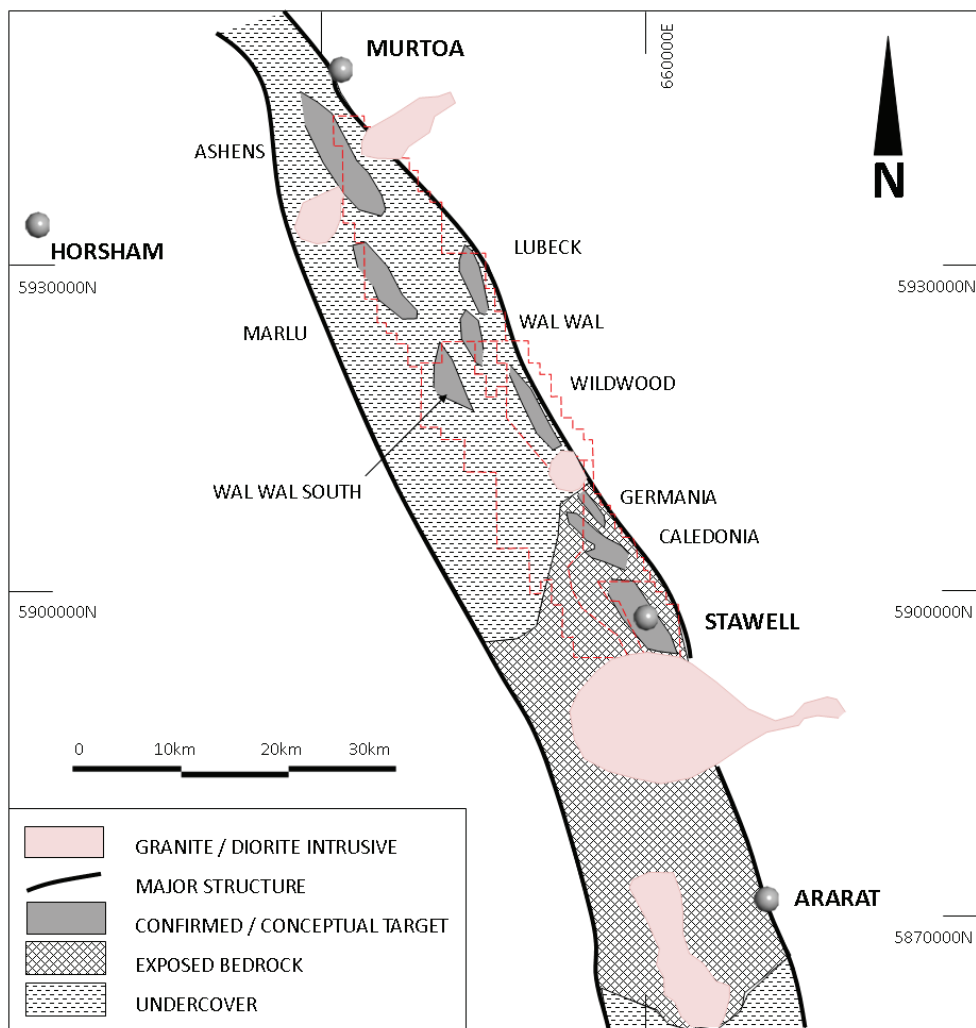 MURTOA
660000E
N
ASHENS
HORSHAM
LUBECK
5930000N
5930000N
MARLU
WAL WAL
WILDWOOD
WAL WAL SOUTH
GERMANIA
CALEDONIA
5900000N
5900000N
STAWELL
0 10km 20km 30km
GRANITE / DIORITE INTRUSIVE
MAJOR STRUCTURE
CONFIRMED / CONCEPTUAL TARGET
EXPOSED BEDROCK
UNDERCOVER
ARARAT
5870000N